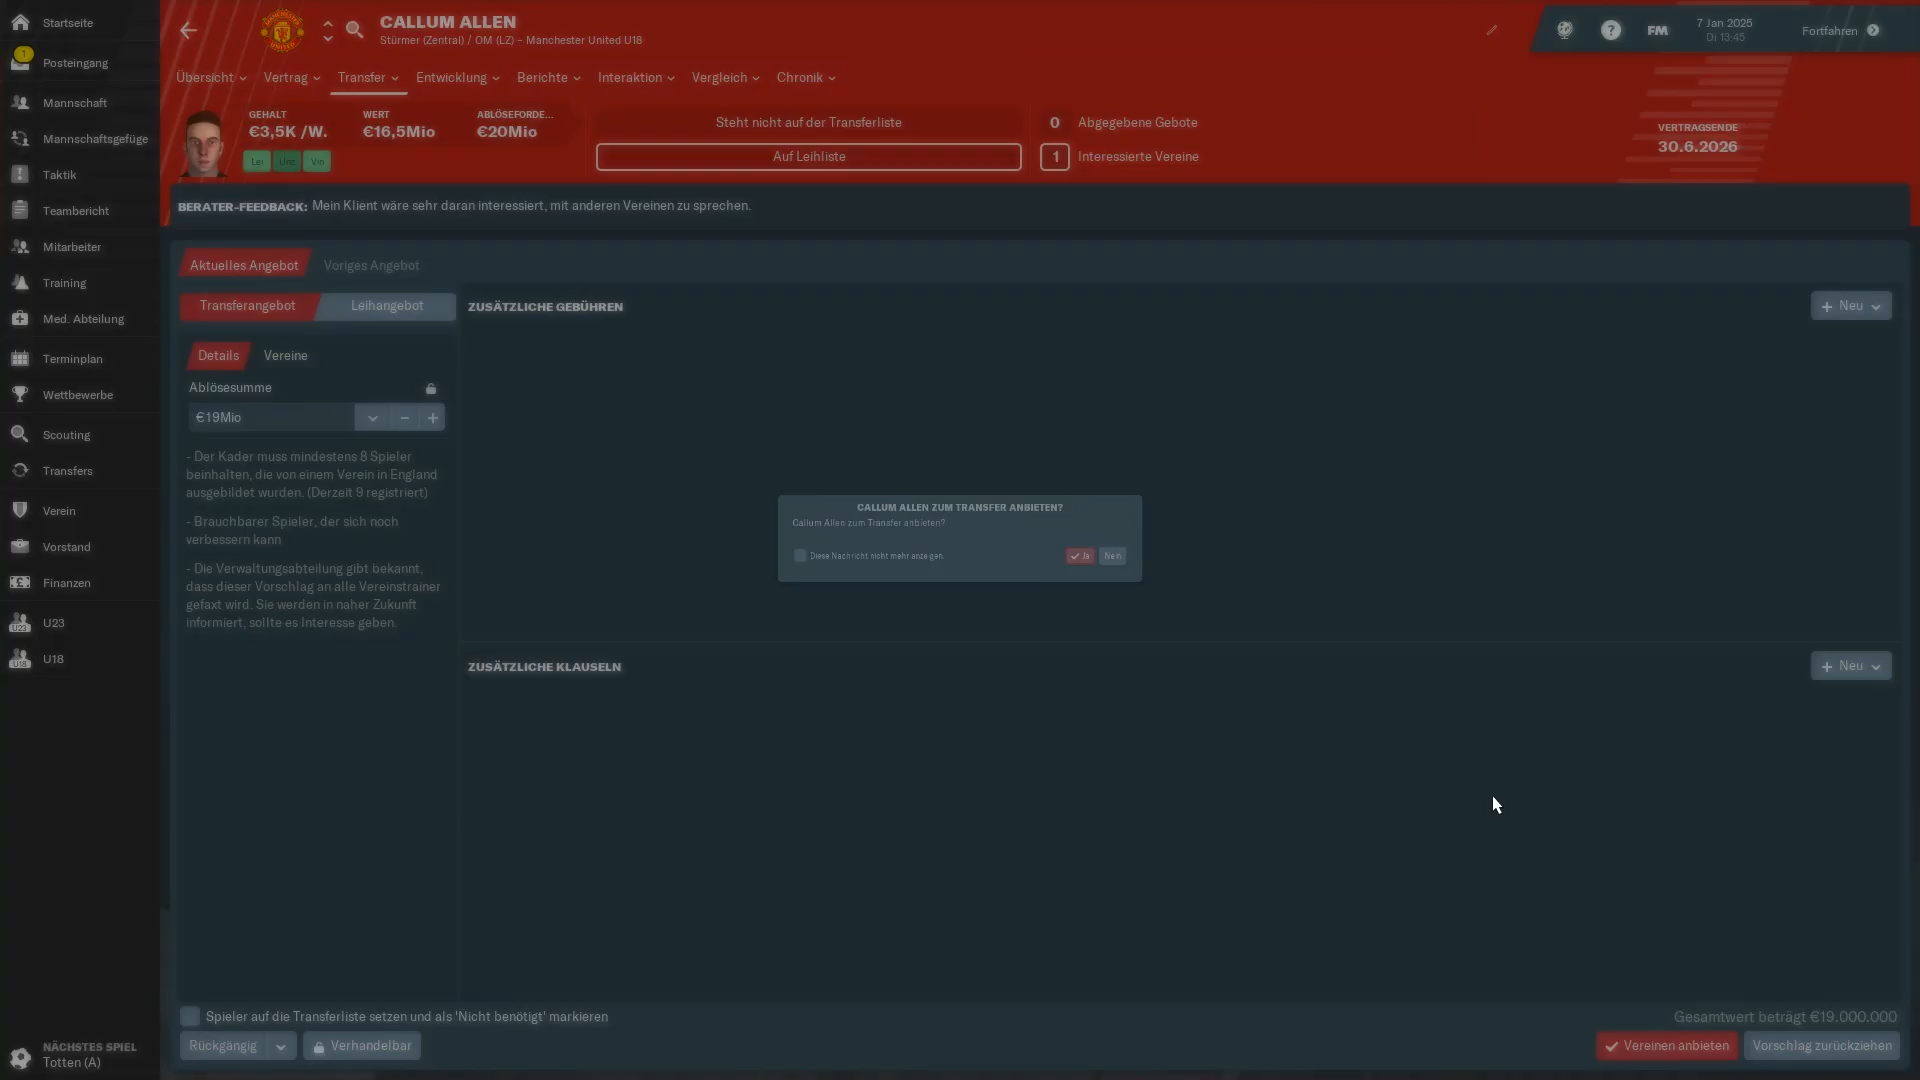 Startseite
1
Posteingang
Mannschaft
Mannschaftsgefüge
Taktik
Teambericht
Mitarbeiter
Training
Med. Abteilung
Terminplan
Wettbewerbe
Scouting
Transfers
Verein
Vorstand
Finanzen
U23
U23
U18
U18
NÄCHSTES SPIEL
Totten (A)
CALLUM ALLEN
Stürmer (Zentral) / OM (LZ) – Manchester United U18
? FM
7 Jan 2025
Di 13:45
Fortfahren
Übersicht Vertrag Transfer Entwicklung Berichte Interaktion Vergleich Chronik
GEHALT
€3,5K /W.
WERT
€16,5Mio
ABLÖSEFORDE...
€20Mio
Lei Unz Vrn
Steht nicht auf der Transferliste
Auf Leihliste
0 Abgegebene Gebote
1 Interessierte Vereine
VERTRAGSENDE
30.6.2026
BERATER-FEEDBACK: Mein Klient wäre sehr daran interessiert, mit anderen Vereinen zu sprechen.
Aktuelles Angebot Voriges Angebot
Transferangebot Leihangebot
Details Vereine
Ablösesumme
€19Mio
- Der Kader muss mindestens 8 Spieler
beinhalten, die von einem Verein in England
ausgebildet wurden. (Derzeit 9 registriert)
- Brauchbarer Spieler, der sich noch
verbessern kann
- Die Verwaltungsabteilung gibt bekannt,
dass dieser Vorschlag an alle Vereinstrainer
gefaxt wird. Sie werden in naher Zukunft
informiert, sollte es Interesse geben.
ZUSÄTZLICHE GEBÜHREN
+ Neu
CALLUM ALLEN ZUM TRANSFER ANBIETEN?
Callum Allen zum Transfer anbieten?
Diese Nachricht nicht mehr anzeigen.
Ja Nein
ZUSÄTZLICHE KLAUSELN
+ Neu
Spieler auf die Transferliste setzen und als 'Nicht benötigt' markieren
Gesamtwert beträgt €19.000.000
Rückgängig Verhandelbar
Vereinen anbieten Vorschlag zurückziehen